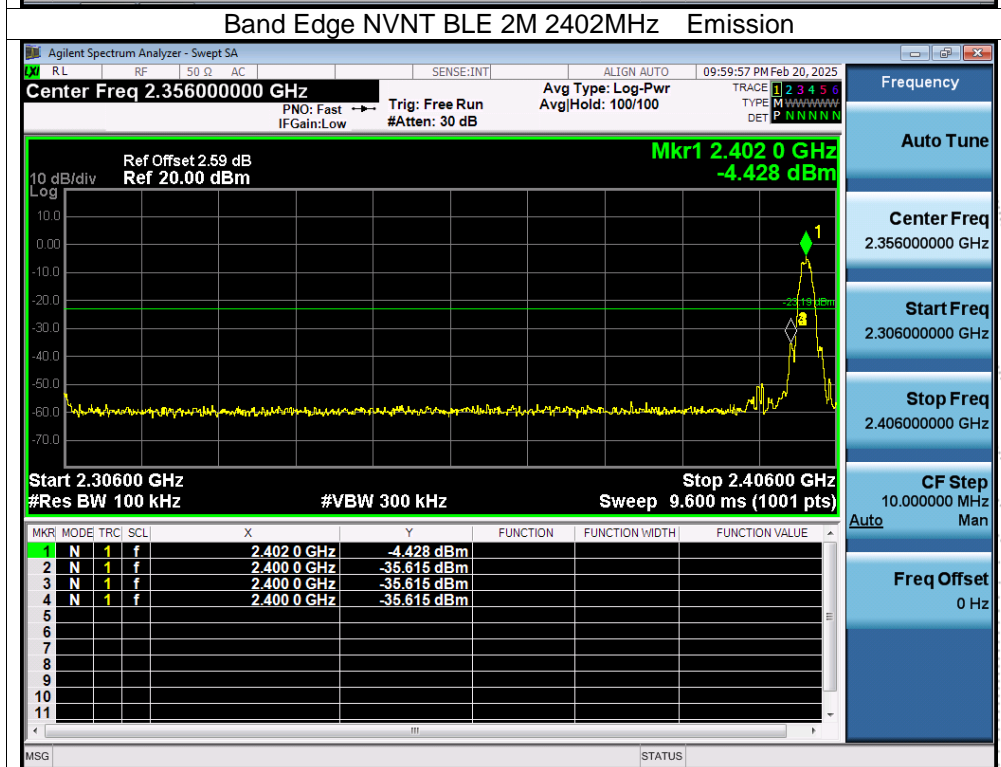 Band Edge NVNT BLE 2M 2402MHz Emission
Agilent Spectrum Analyzer - Swept SA
LXI RL RF 50 Ω AC SENSE:INT ALIGN AUTO 09:59:57 PM Feb 20, 2025
Center Freq 2.356000000 GHz
PNO: Fast
IFGain:Low
Trig: Free Run
#Atten: 30 dB
Avg Type: Log-Pwr
Avg|Hold: 100/100
TRACE 1 2 3 4 5 6
TYPE M WWWWW
DET P N N N N N
Frequency
Auto Tune
Center Freq
2.356000000 GHz
Start Freq
2.306000000 GHz
Stop Freq
2.406000000 GHz
CF Step
10.000000 MHz
Auto Man
Freq Offset
0 Hz
Mkr1 2.402 0 GHz
-4.428 dBm
Ref Offset 2.59 dB
10 dB/div Ref 20.00 dBm
Log
10.0
0.00
-10.0
-20.0
-30.0
-40.0
-50.0
-60.0
-70.0
1
-23.19 dBm
Start 2.30600 GHz Stop 2.40600 GHz
#Res BW 100 kHz #VBW 300 kHz Sweep 9.600 ms (1001 pts)
MKR MODE TRC SCL X Y FUNCTION FUNCTION WIDTH FUNCTION VALUE
1 N 1 f 2.402 0 GHz -4.428 dBm
2 N 1 f 2.400 0 GHz -35.615 dBm
3 N 1 f 2.400 0 GHz -35.615 dBm
4 N 1 f 2.400 0 GHz -35.615 dBm
5
6
7
8
9
10
11
MSG STATUS